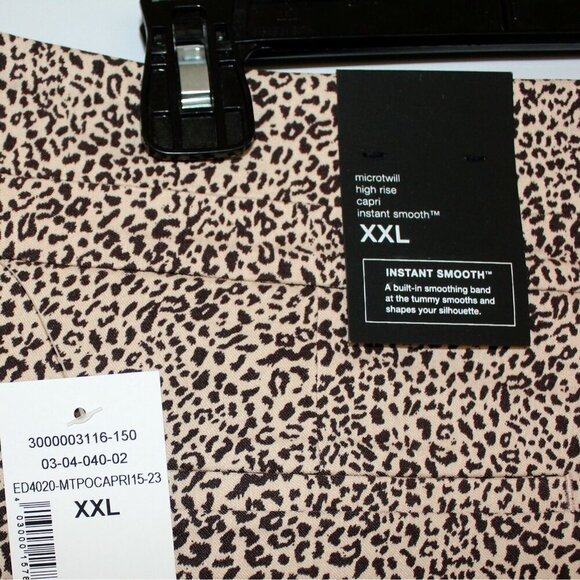 microtwill
high rise
capri
instant smooth™
XXL
INSTANT SMOOTH™
A built-in smoothing band
at the tummy smooths and
shapes your silhouette.
3000003116-150
03-04-040-02
ED4020-MTPOCAPRI15-23
XXL